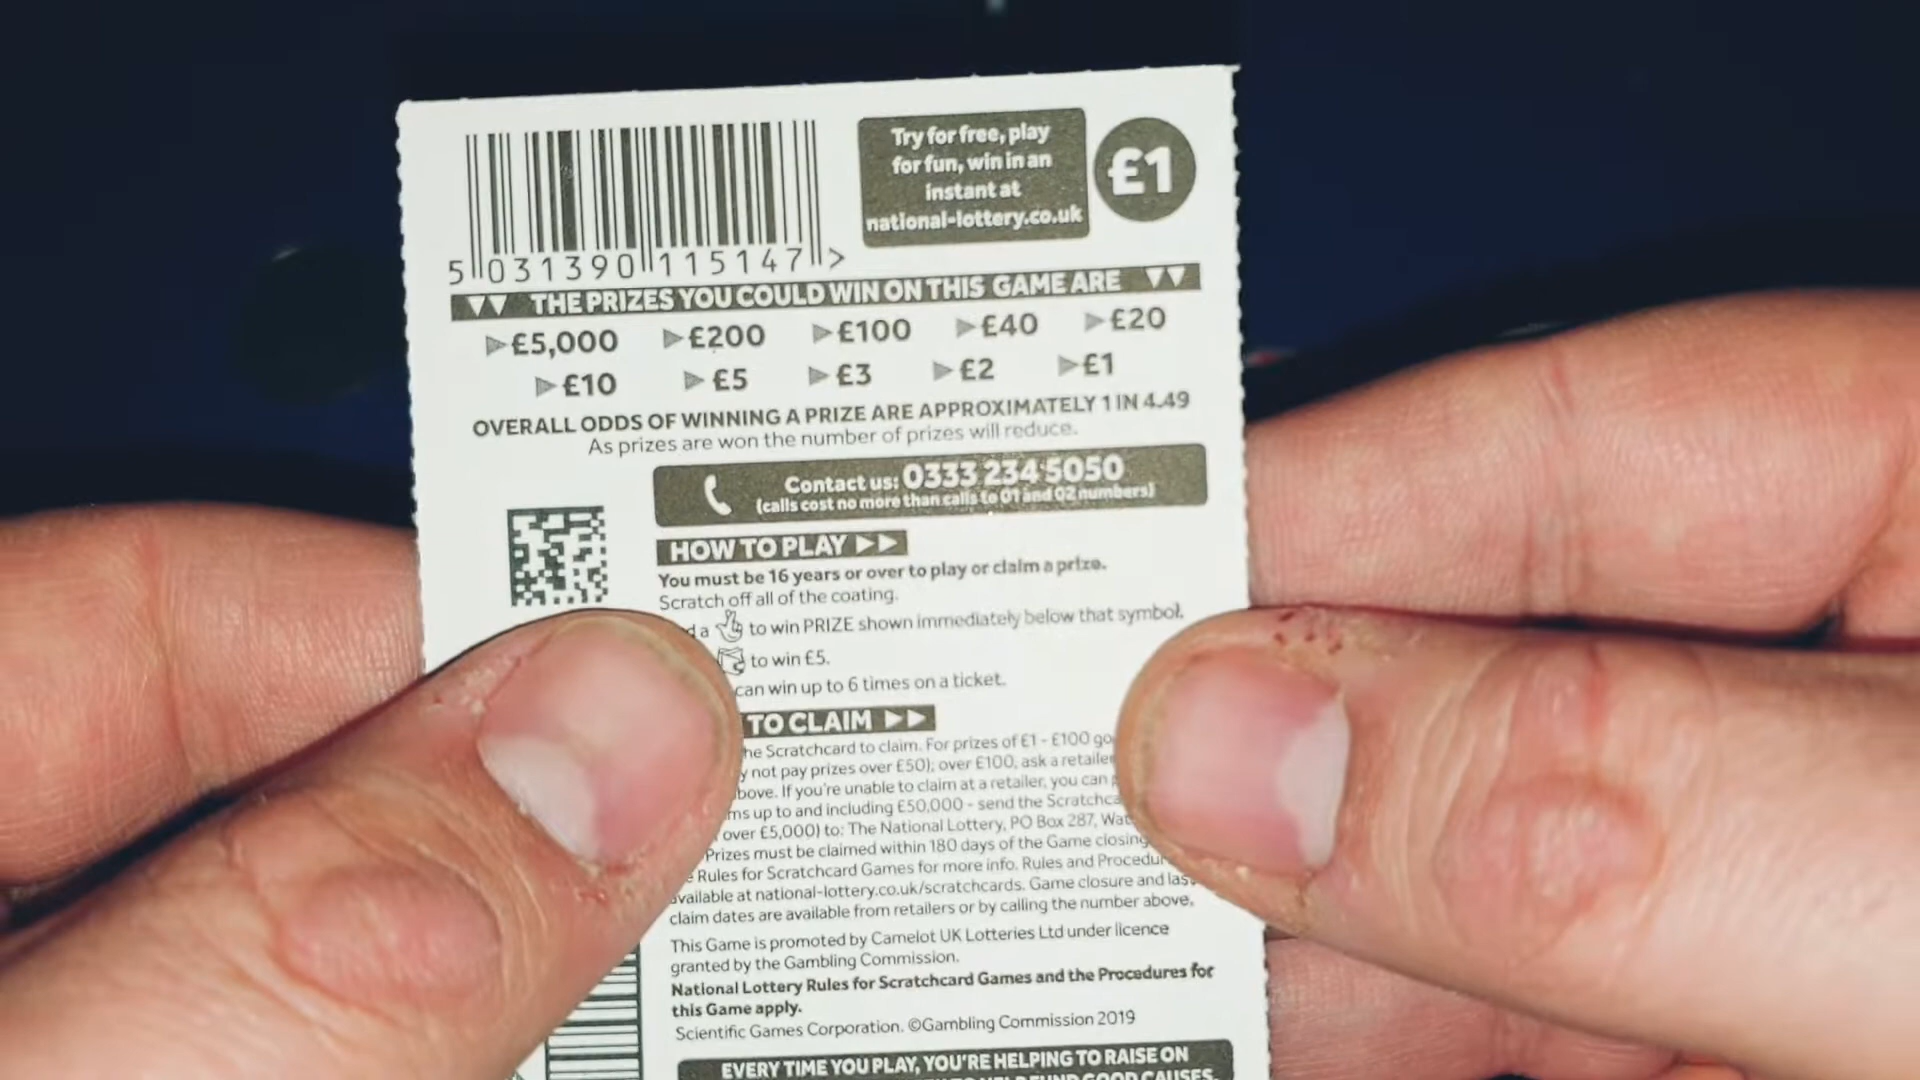 Try for free, play
for fun, win in an
instant at
national-lottery.co.uk
£1
5 031390 115147 >
THE PRIZES YOU COULD WIN ON THIS GAME ARE
£5,000 £200 £100 £40 £20
£10 £5 £3 £2 £1
OVERALL ODDS OF WINNING A PRIZE ARE APPROXIMATELY 1 IN 4.49
As prizes are won the number of prizes will reduce.
Contact us: 0333 234 5050
(calls cost no more than calls to 01 and 02 numbers)
HOW TO PLAY
You must be 16 years or over to play or claim a prize.
Scratch off all of the coating.
a to win PRIZE shown immediately below that symbol,
to win £5.
can win up to 6 times on a ticket.
TO CLAIM
Scratchcard to claim. For prizes of £1 - £100 go
not pay prizes over £50); over £100, ask a retailer
If you're unable to claim at a retailer, you can
up to and including £50,000 - send the
over £5,000) to: The National Lottery, PO Box 287,
Prizes must be claimed within 180 days of the Game closing
Rules for Scratchcard Games for more info. Rules and
available at national-lottery.co.uk/scratchcards. Game closure and last
claim dates are available from retailers or by calling the number above.
This Game is promoted by Camelot UK Lotteries Ltd under licence
granted by the Gambling Commission.
National Lottery Rules for Scratchcard Games and the Procedures for
this Game apply.
Scientific Games Corporation. ©Gambling Commission 2019
EVERY TIME YOU PLAY, YOU'RE HELPING TO RAISE ON
FUND GOOD CAUSES.